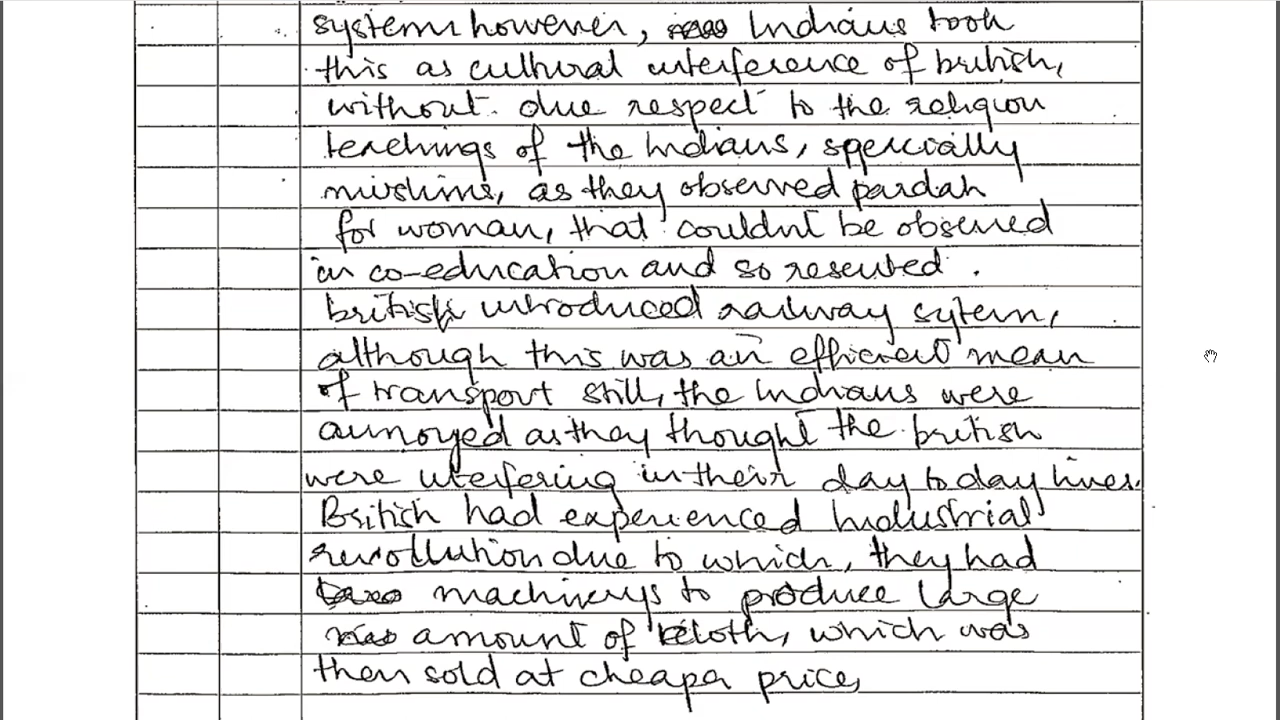 system however, Indians took
this as cultural interference of british,
without due respect to the religion
teachings of the Indians, specially
muslims, as they observed pardah
for woman, that couldnt be observed
in co-education and so resented.
british introduced railway sytem,
although this was an efficient mean
of transport still, the Indians were
annoyed as they thought the british
were intefering in their day to day lives.
British had experienced Industrial
revollution due to which, they had
machinerys to produce large
amount of cloth, which was
then sold at cheaper price,